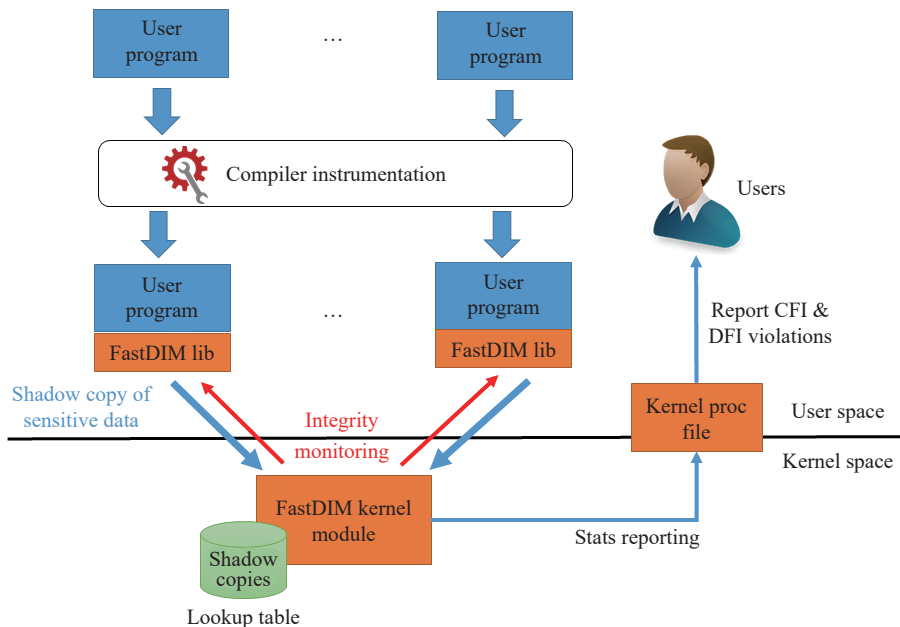 User
program
…
User
program
Compiler instrumentation
Users
User
program
FastDIM lib
…
User
program
FastDIM lib
Report CFI &
DFI violations
Shadow copy of
sensitive data
Integrity
monitoring
Kernel proc
file
User space
Kernel space
FastDIM kernel
module
Stats reporting
Shadow
copies
Lookup table